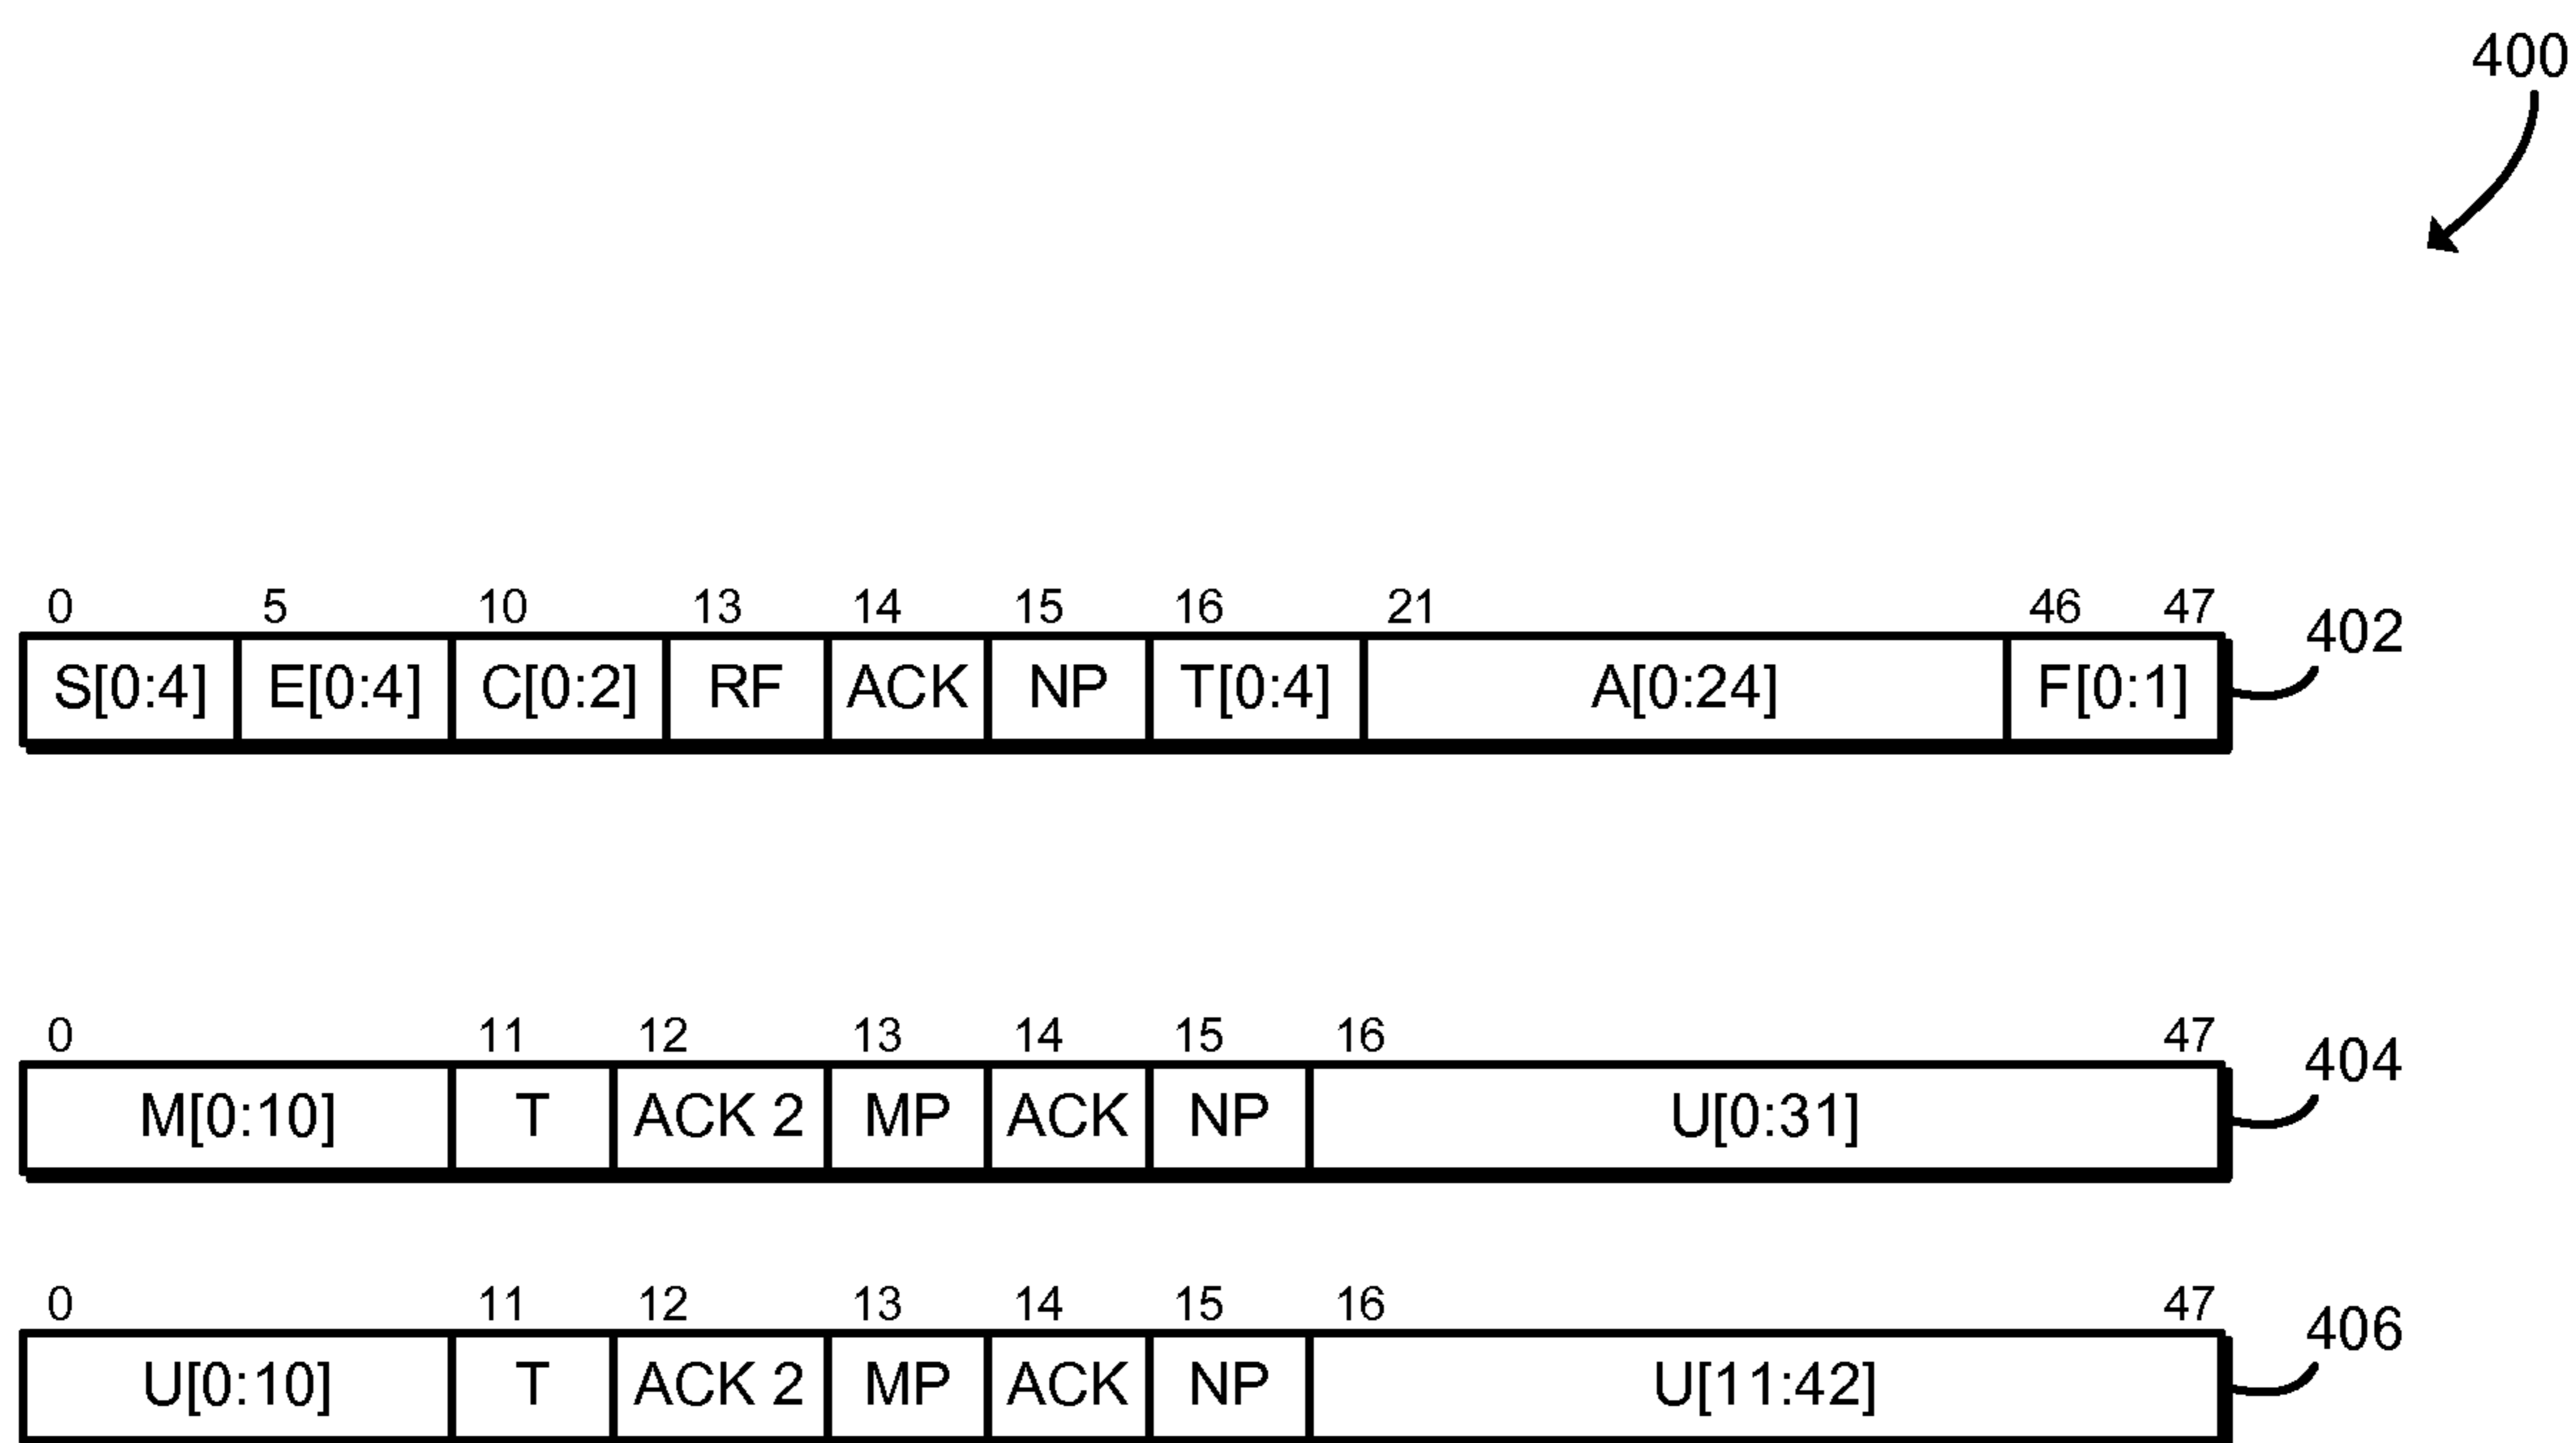 400
0 5 10 13 14 15 16 21 46 47
S[0:4] E[0:4] C[0:2] RF ACK NP T[0:4] A[0:24] F[0:1] 402
0 11 12 13 14 15 16 47
M[0:10] T ACK 2 MP ACK NP U[0:31] 404
0 11 12 13 14 15 16 47
U[0:10] T ACK 2 MP ACK NP U[11:42] 406